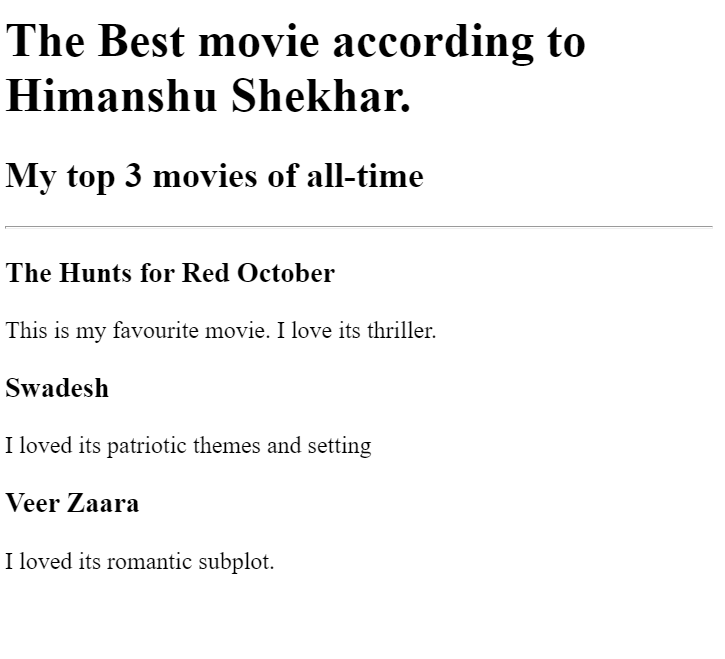 The Best movie according to
Himanshu Shekhar.
My top 3 movies of all-time
The Hunts for Red October
This is my favourite movie. I love its thriller.
Swadesh
I loved its patriotic themes and setting
Veer Zaara
I loved its romantic subplot.